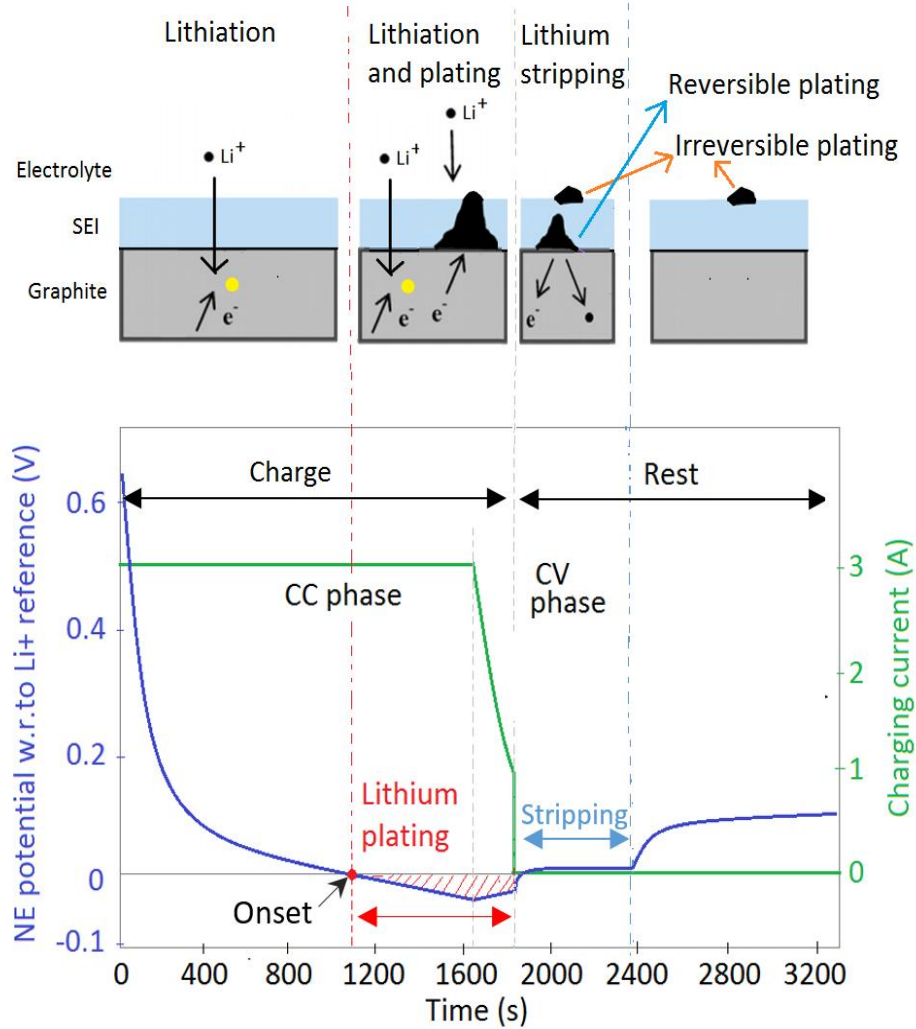 Lithiation
Lithiation
and plating
Lithium
stripping
Reversible plating
Irreversible plating
Li+
Li+
Li+
Electrolyte
SEI
Graphite
e-
e-
e-
e-
NE potential w.r.to Li+ reference (V)
0.6
0.4
0.2
0
-0.1
Charge
Rest
CC phase
CV
phase
Lithium
plating
Stripping
Onset
3
2
1
0
Charging current (A)
0 400 800 1200 1600 2000 2400 2800 3200
Time (s)